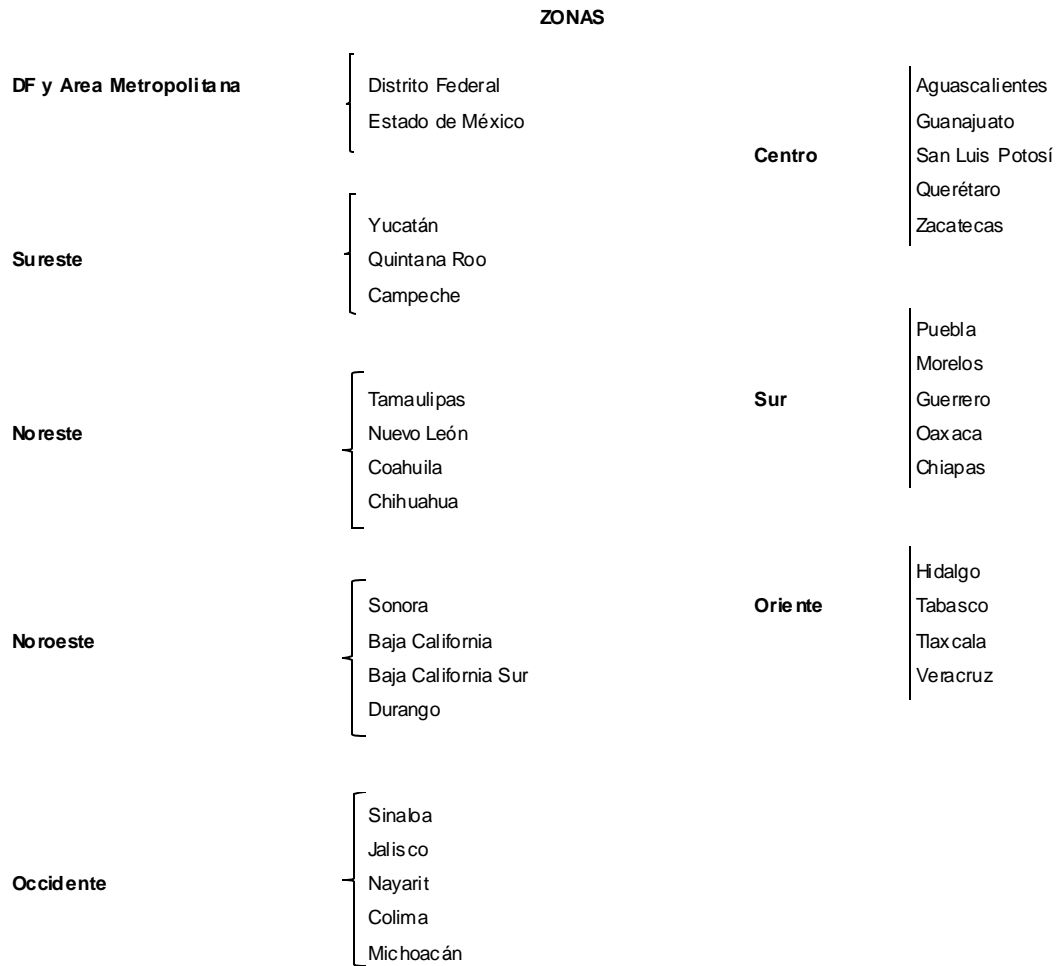 ZONAS
DF y Area Metropolitana
Distrito Federal
Estado de México
Sureste
Yucatán
Quintana Roo
Campeche
Noreste
Tamaulipas
Nuevo León
Coahuila
Chihuahua
Noroeste
Sonora
Baja California
Baja California Sur
Durango
Occidente
Sinaloa
Jalisco
Nayarit
Colima
Michoacán
Centro
Aguascalientes
Guanajuato
San Luis Potosí
Querétaro
Zacatecas
Sur
Puebla
Morelos
Guerrero
Oaxaca
Chiapas
Oriente
Hidalgo
Tabasco
Tlaxcala
Veracruz